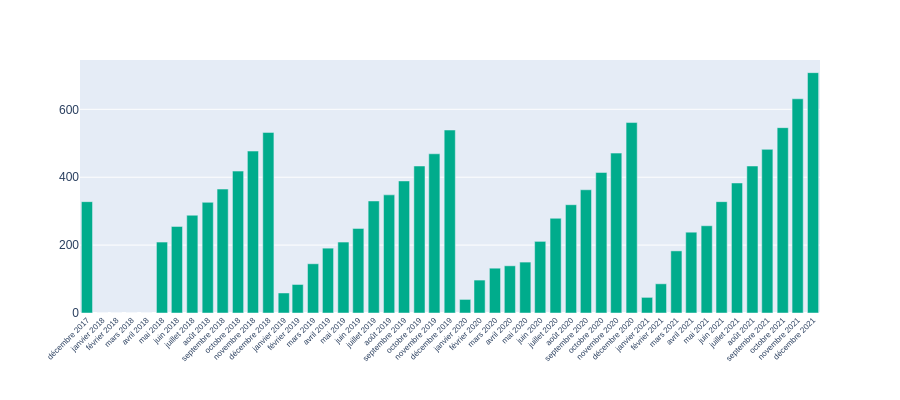 600
400
200
0
décembre 2017
janvier 2018
février 2018
mars 2018
avril 2018
mai 2018
juin 2018
juillet 2018
août 2018
septembre 2018
octobre 2018
novembre 2018
décembre 2018
janvier 2019
février 2019
mars 2019
avril 2019
mai 2019
juin 2019
juillet 2019
août 2019
septembre 2019
octobre 2019
novembre 2019
décembre 2019
janvier 2020
février 2020
mars 2020
avril 2020
mai 2020
juin 2020
juillet 2020
août 2020
septembre 2020
octobre 2020
novembre 2020
décembre 2020
janvier 2021
février 2021
mars 2021
avril 2021
mai 2021
juin 2021
juillet 2021
août 2021
septembre 2021
octobre 2021
novembre 2021
décembre 2021